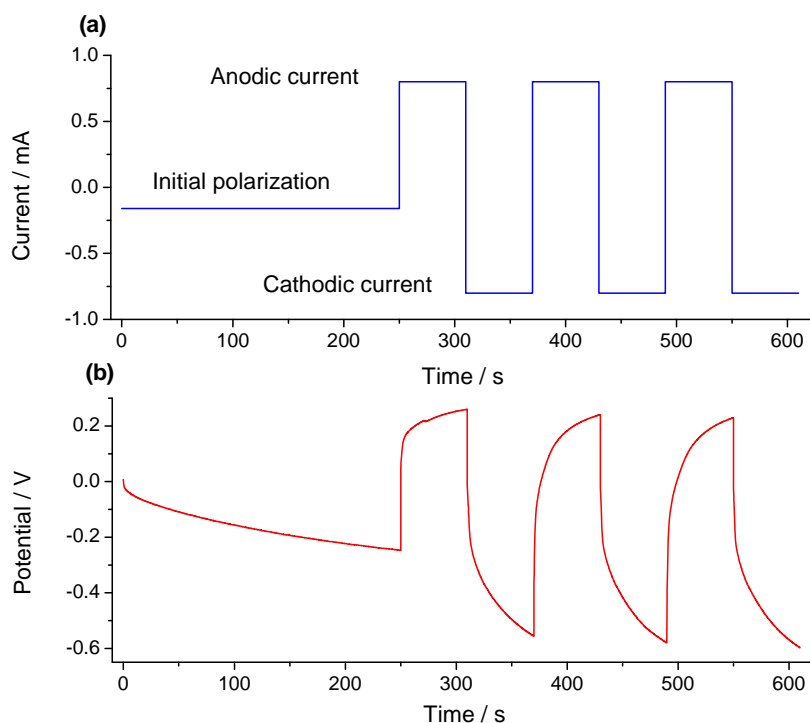 (a)
1.0
Anodic current
0.5
Current / mA
Initial polarization
0.0
-0.5
Cathodic current
-1.0
0 100 200 300 400 500 600
Time / s
(b)
0.2
0.0
Potential / V
-0.2
-0.4
-0.6
0 100 200 300 400 500 600
Time / s